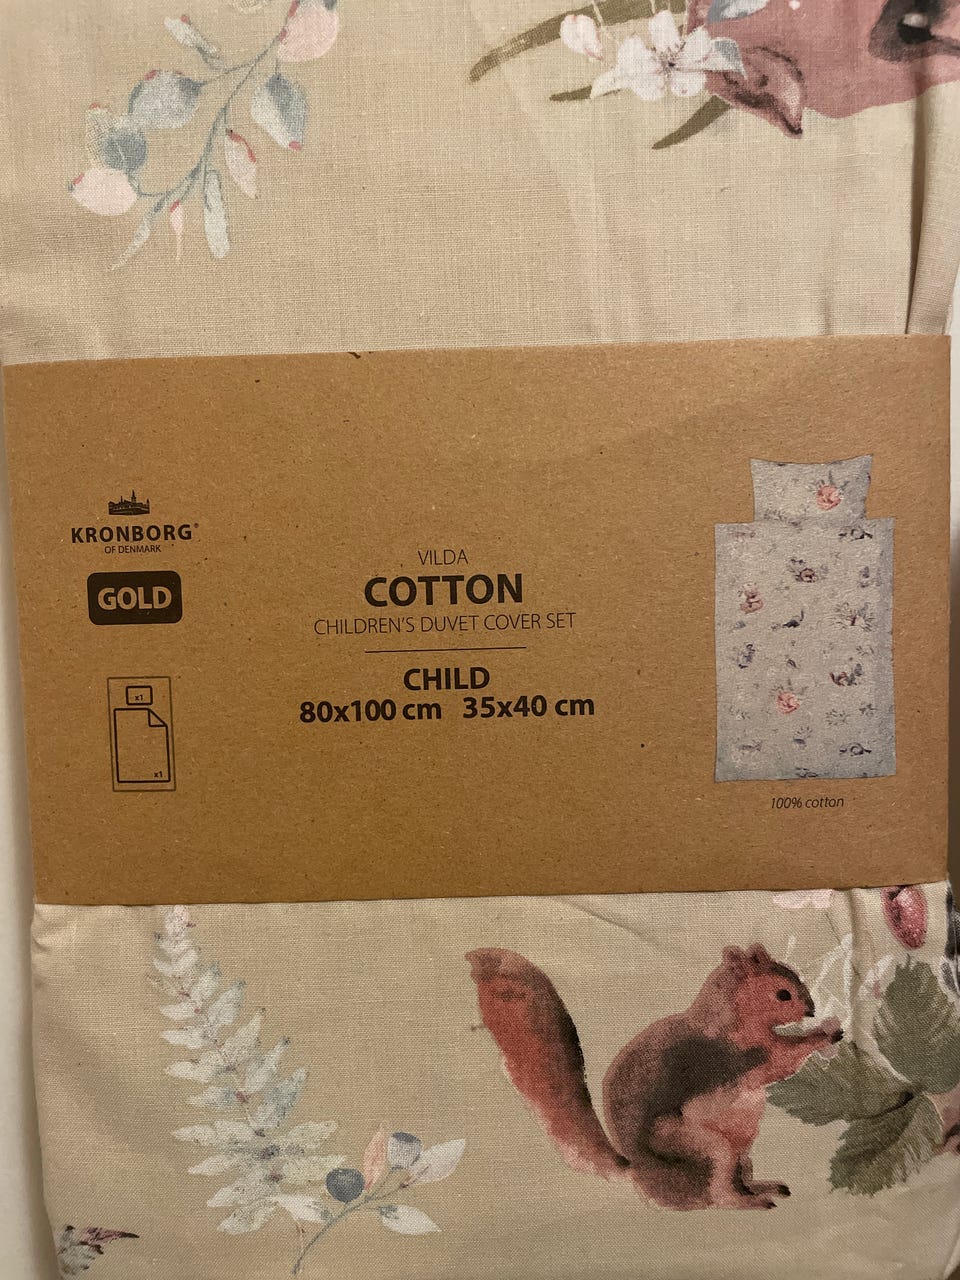 KRONBORG®
OF DENMARK
GOLD
x1
x1
VILDA
COTTON
CHILDREN'S DUVET COVER SET
CHILD
80x100 cm 35x40 cm
100% cotton